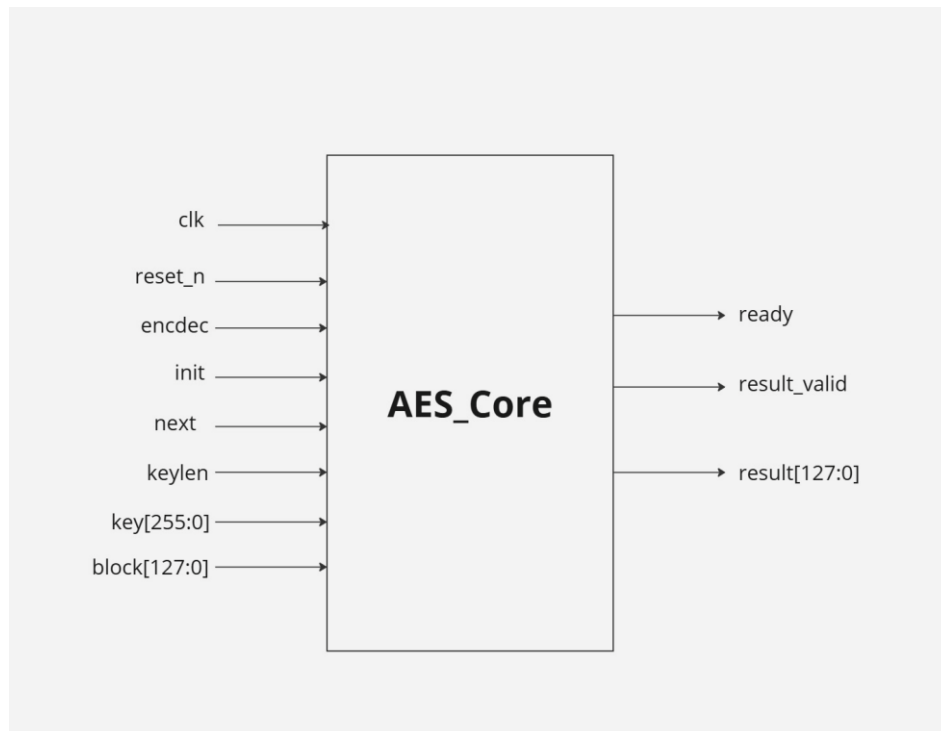 clk
reset_n
encdec
init
next
keylen
key[255:0]
block[127:0]
AES_Core
ready
result_valid
result[127:0]